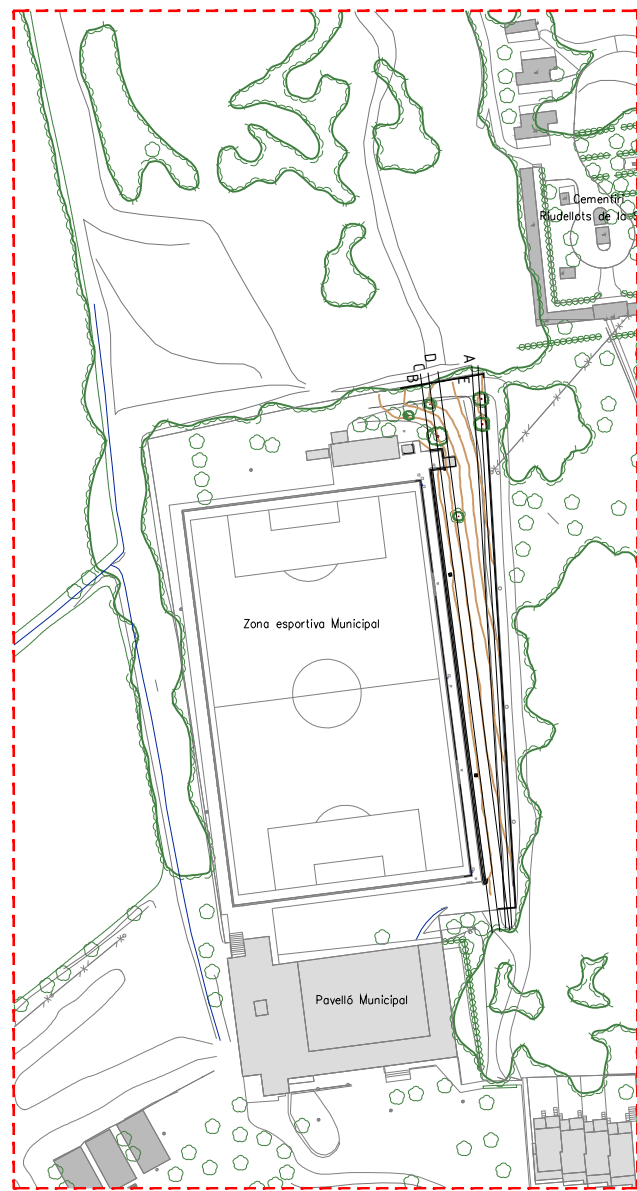 Cementiri
Riudellots de la S
A
D
C
B
E
Zona esportiva Municipal
Pavelló Municipal